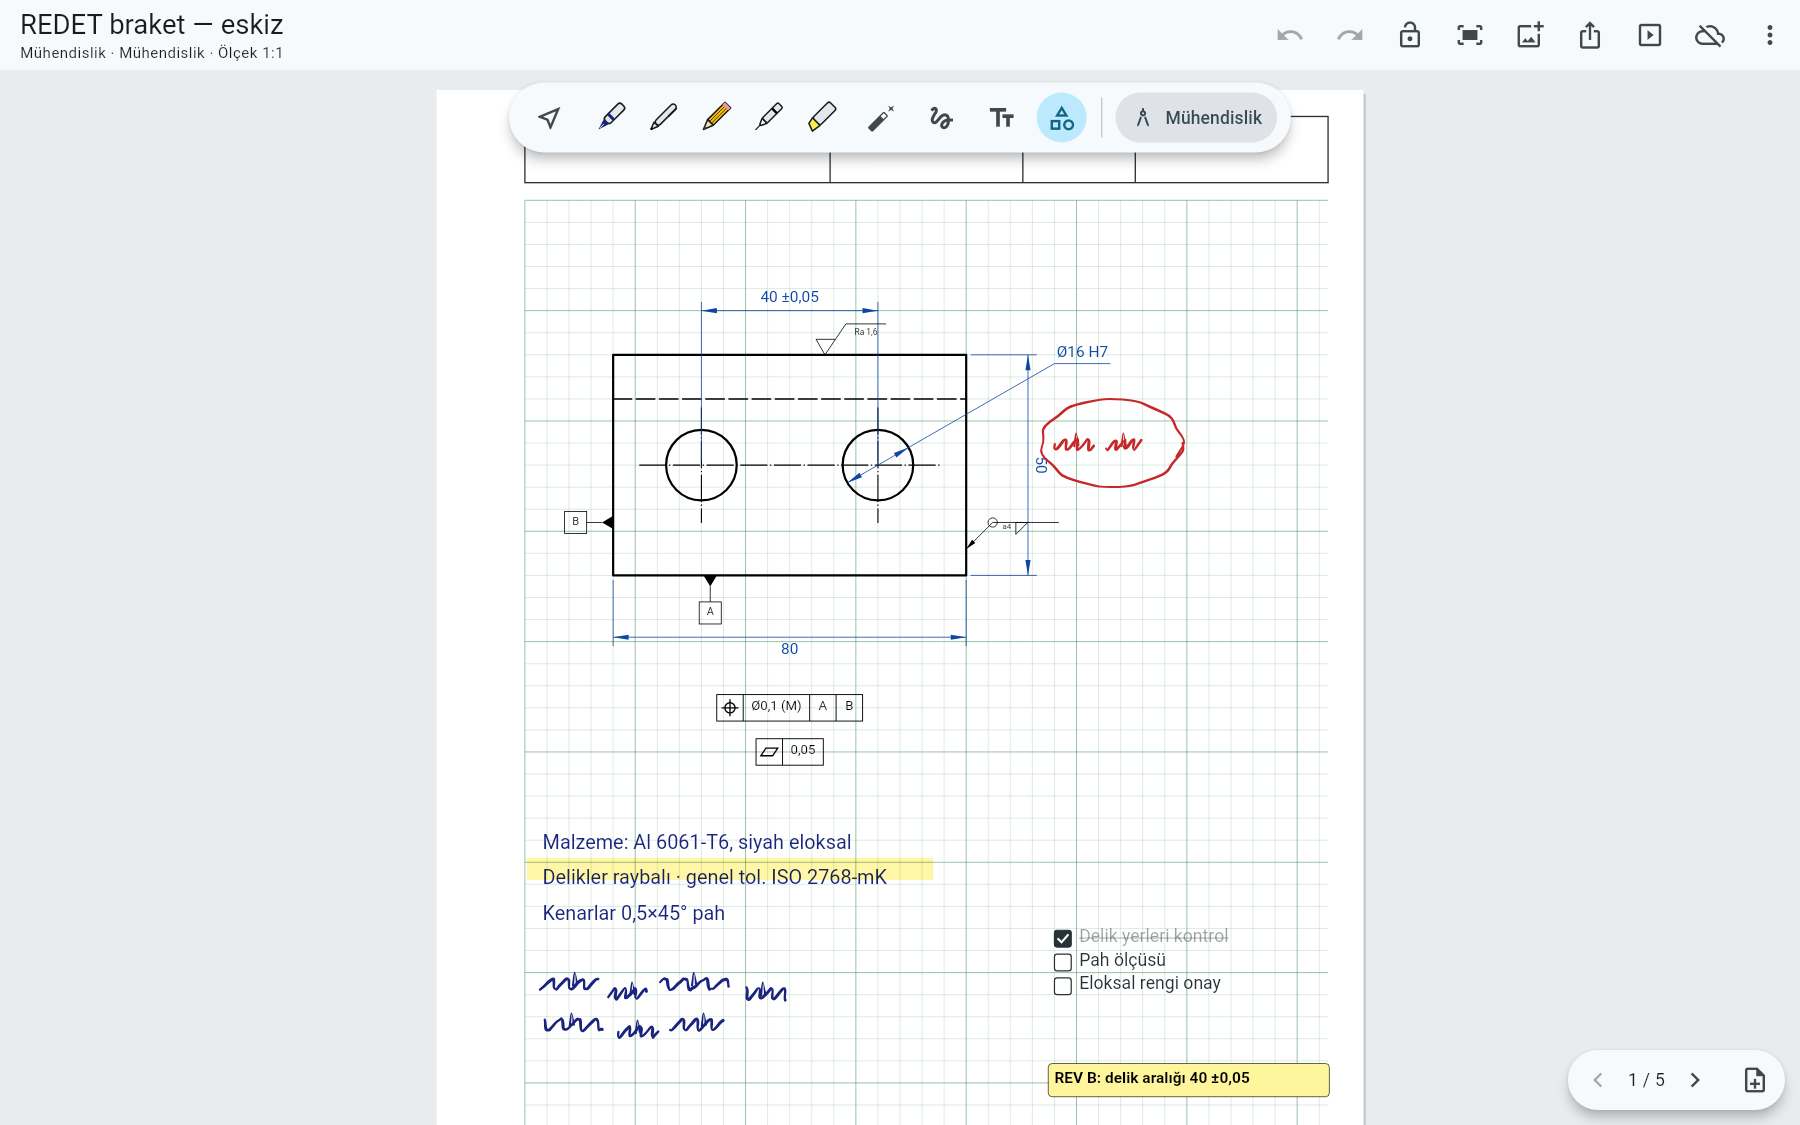 REDET braket — eskiz
Mühendislik · Mühendislik · Ölçek 1:1
Mühendislik
40 ±0,05
Ra 1,6
Ø16 H7
50
B
a4
A
80
Ø0,1 (M) A B
0,05
Malzeme: Al 6061-T6, siyah eloksal
Delikler raybalı · genel tol. ISO 2768-mK
Kenarlar 0,5×45° pah
Delik yerleri kontrol
Pah ölçüsü
Eloksal rengi onay
REV B: delik aralığı 40 ±0,05
1 / 5